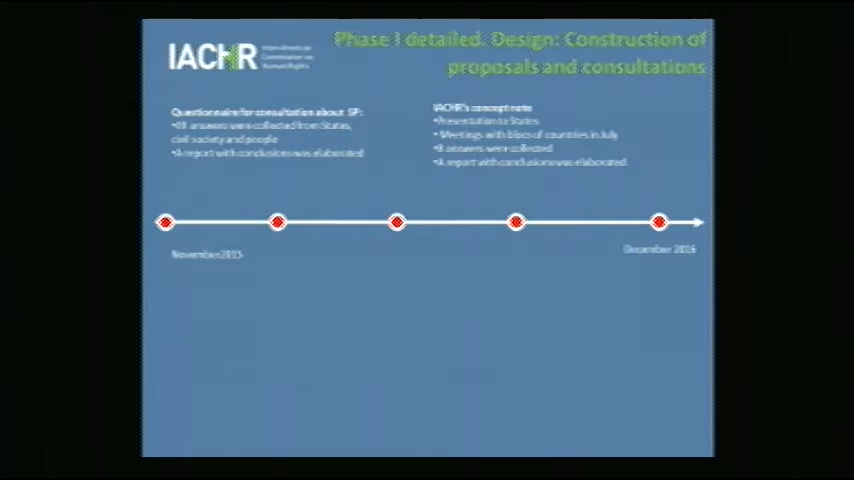 IACHR
Inter-American
Commission on
Human Rights
Phase I detailed. Design: Construction of
proposals and consultations
Questionnaire for consultation about SP:
answers were collected from States,
civil society and people
•A report with conclusions was elaborated
IACHR's concept note
•Presentation to States
•Meetings with blocs of countries in July
•8 answers were collected
•A report with conclusions was elaborated
November 2015
December 2016